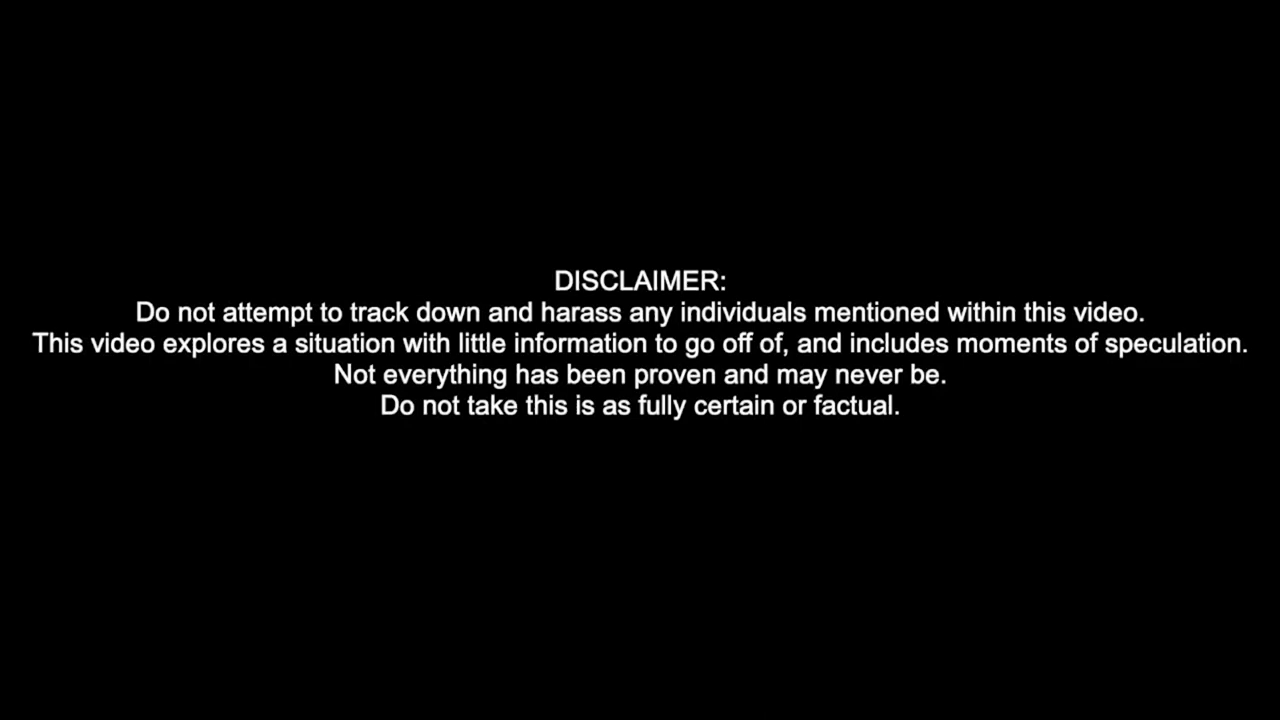 DISCLAIMER:
Do not attempt to track down and harass any individuals mentioned within this video.
This video explores a situation with little information to go off of, and includes moments of speculation.
Not everything has been proven and may never be.
Do not take this is as fully certain or factual.